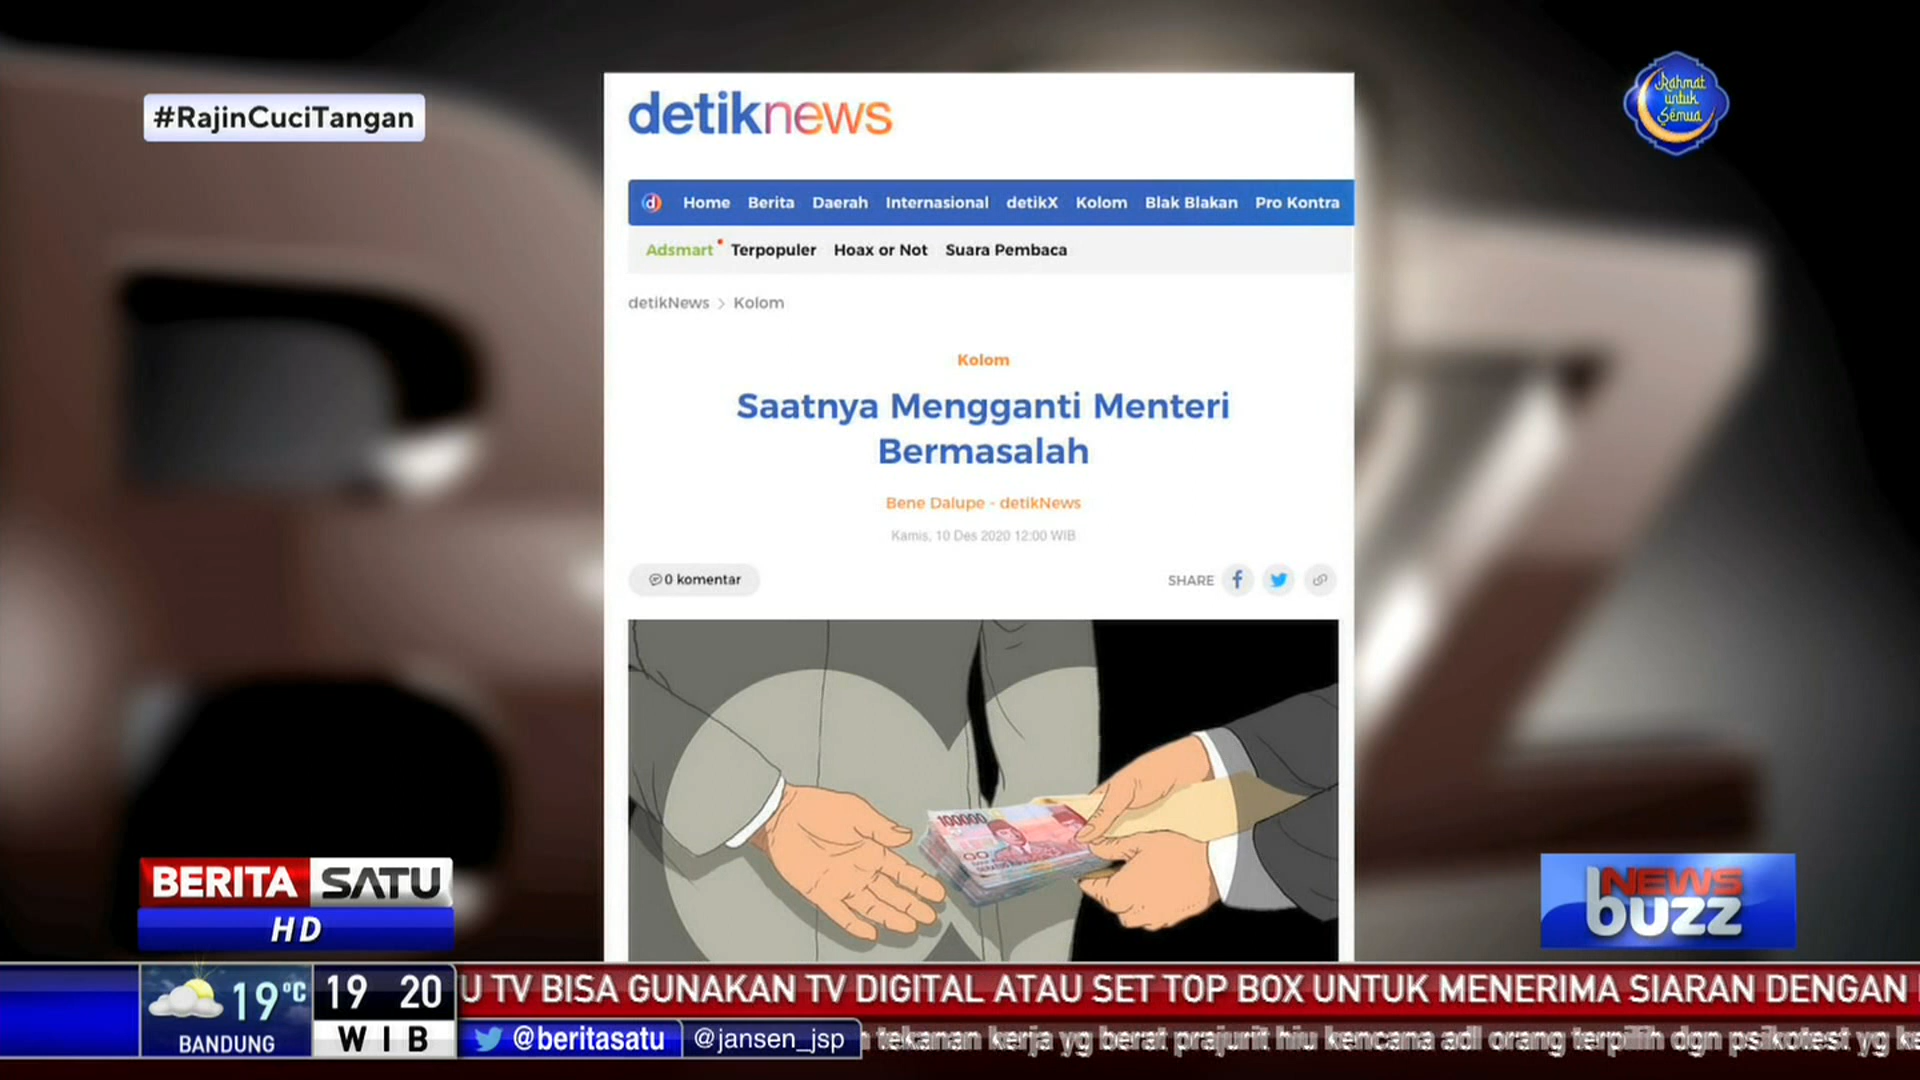 #RajinCuciTangan
Rahmat
untuk
Semua
detiknews
d Home Berita Daerah Internasional detikX Kolom Blak Blakan Pro Kontra
Adsmart Terpopuler Hoax or Not Suara Pembaca
detikNews > Kolom
Kolom
Saatnya Mengganti Menteri
Bermasalah
Bene Dalupe - detikNews
Kamis, 10 Des 2020 12:00 WIB
0 komentar
SHARE
100000
BERITA SATU
HD
NEWS
buzz
19°C
BANDUNG
19 20
WIB
U TV BISA GUNAKAN TV DIGITAL ATAU SET TOP BOX UNTUK MENERIMA SIARAN DENGAN
@beritasatu @jansen_jsp
tekanan kerja yg berat prajurit hiu kencana adl orang terpilih dgn psikotest yg